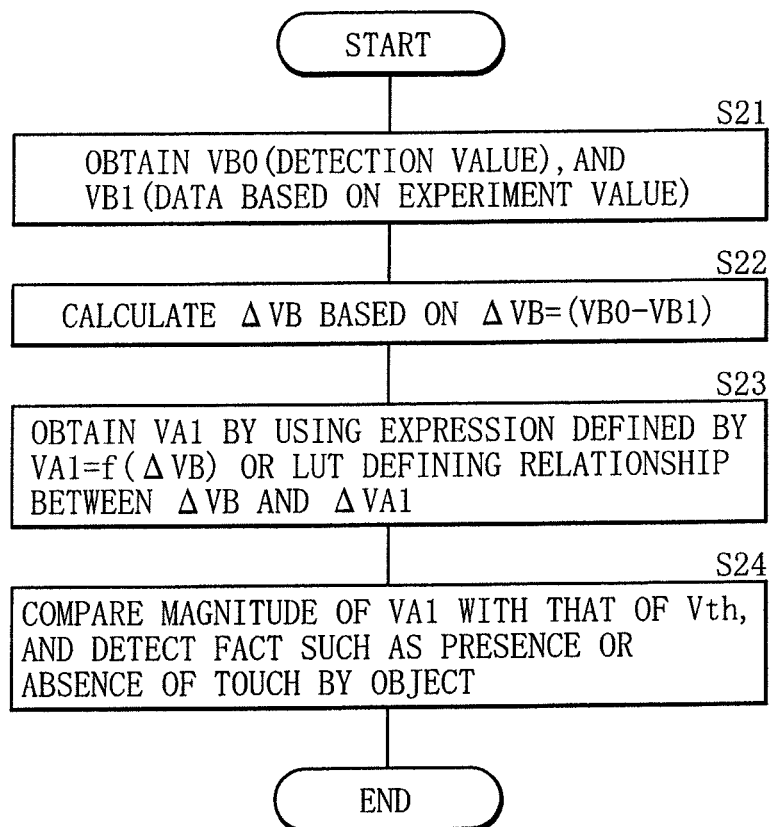 START
S21
OBTAIN VB0(DETECTION VALUE),AND
VB1(DATA BASED ON EXPERIMENT VALUE)
S22
CALCULATE ΔVB BASED ON ΔVB=(VB0-VB1)
S23
OBTAIN VA1 BY USING EXPRESSION DEFINED BY
VA1=f(ΔVB) OR LUT DEFINING RELATIONSHIP
BETWEEN ΔVB AND ΔVA1
S24
COMPARE MAGNITUDE OF VA1 WITH THAT OF Vth,
AND DETECT FACT SUCH AS PRESENCE OR
ABSENCE OF TOUCH BY OBJECT
END